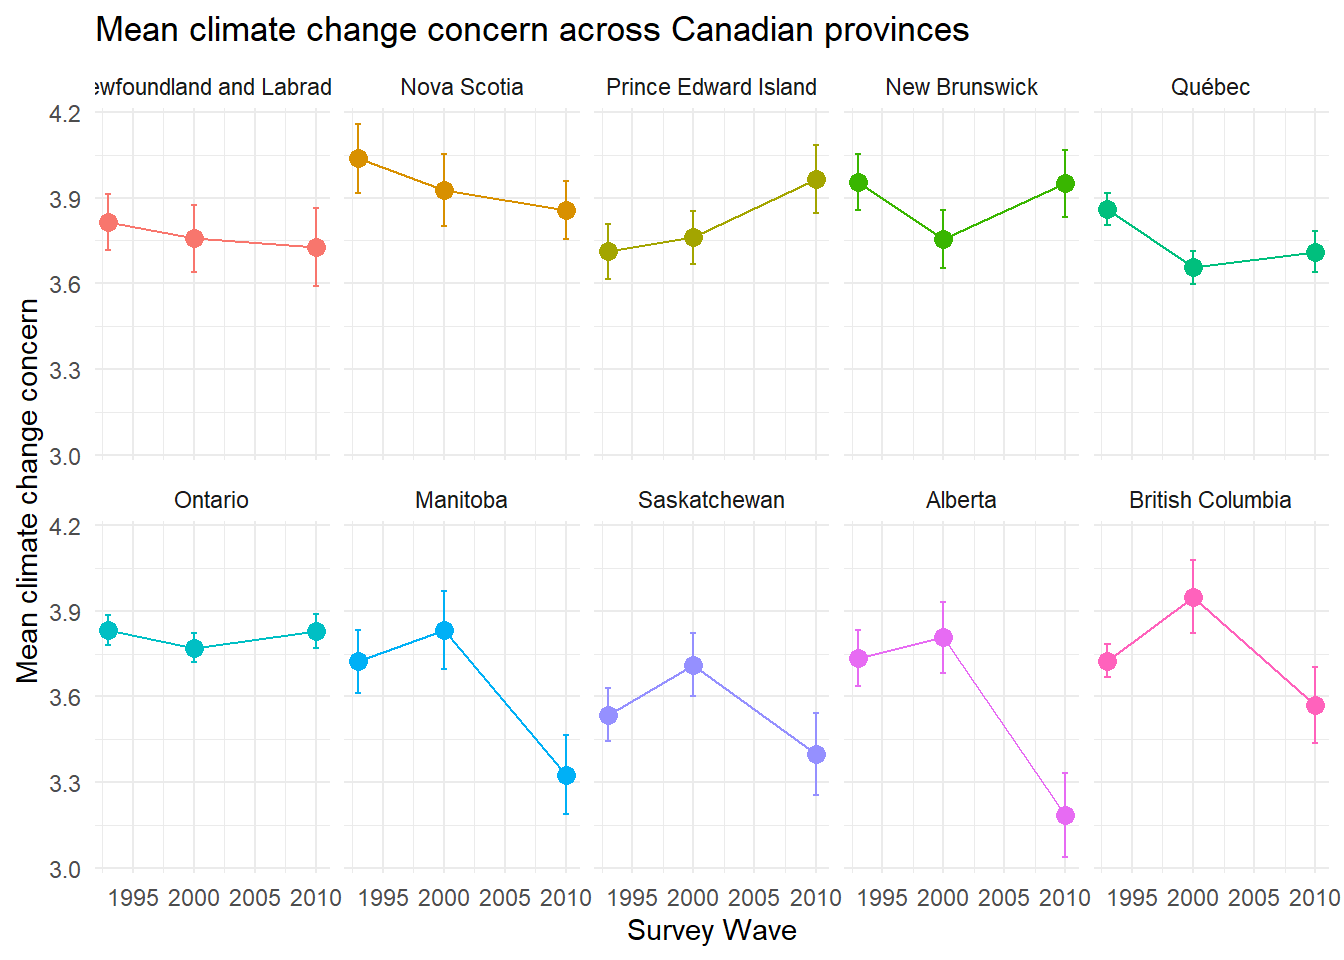 Mean climate change concern across Canadian provinces
ewfoundland and Labrad Nova Scotia Prince Edward Island New Brunswick Québec
4.2
3.9
3.6
3.3
3.0
Ontario Manitoba Saskatchewan Alberta British Columbia
4.2
3.9
3.6
3.3
3.0
1995 2000 2005 2010 1995 2000 2005 2010 1995 2000 2005 2010 1995 2000 2005 2010 1995 2000 2005 2010
Survey Wave
Mean climate change concern